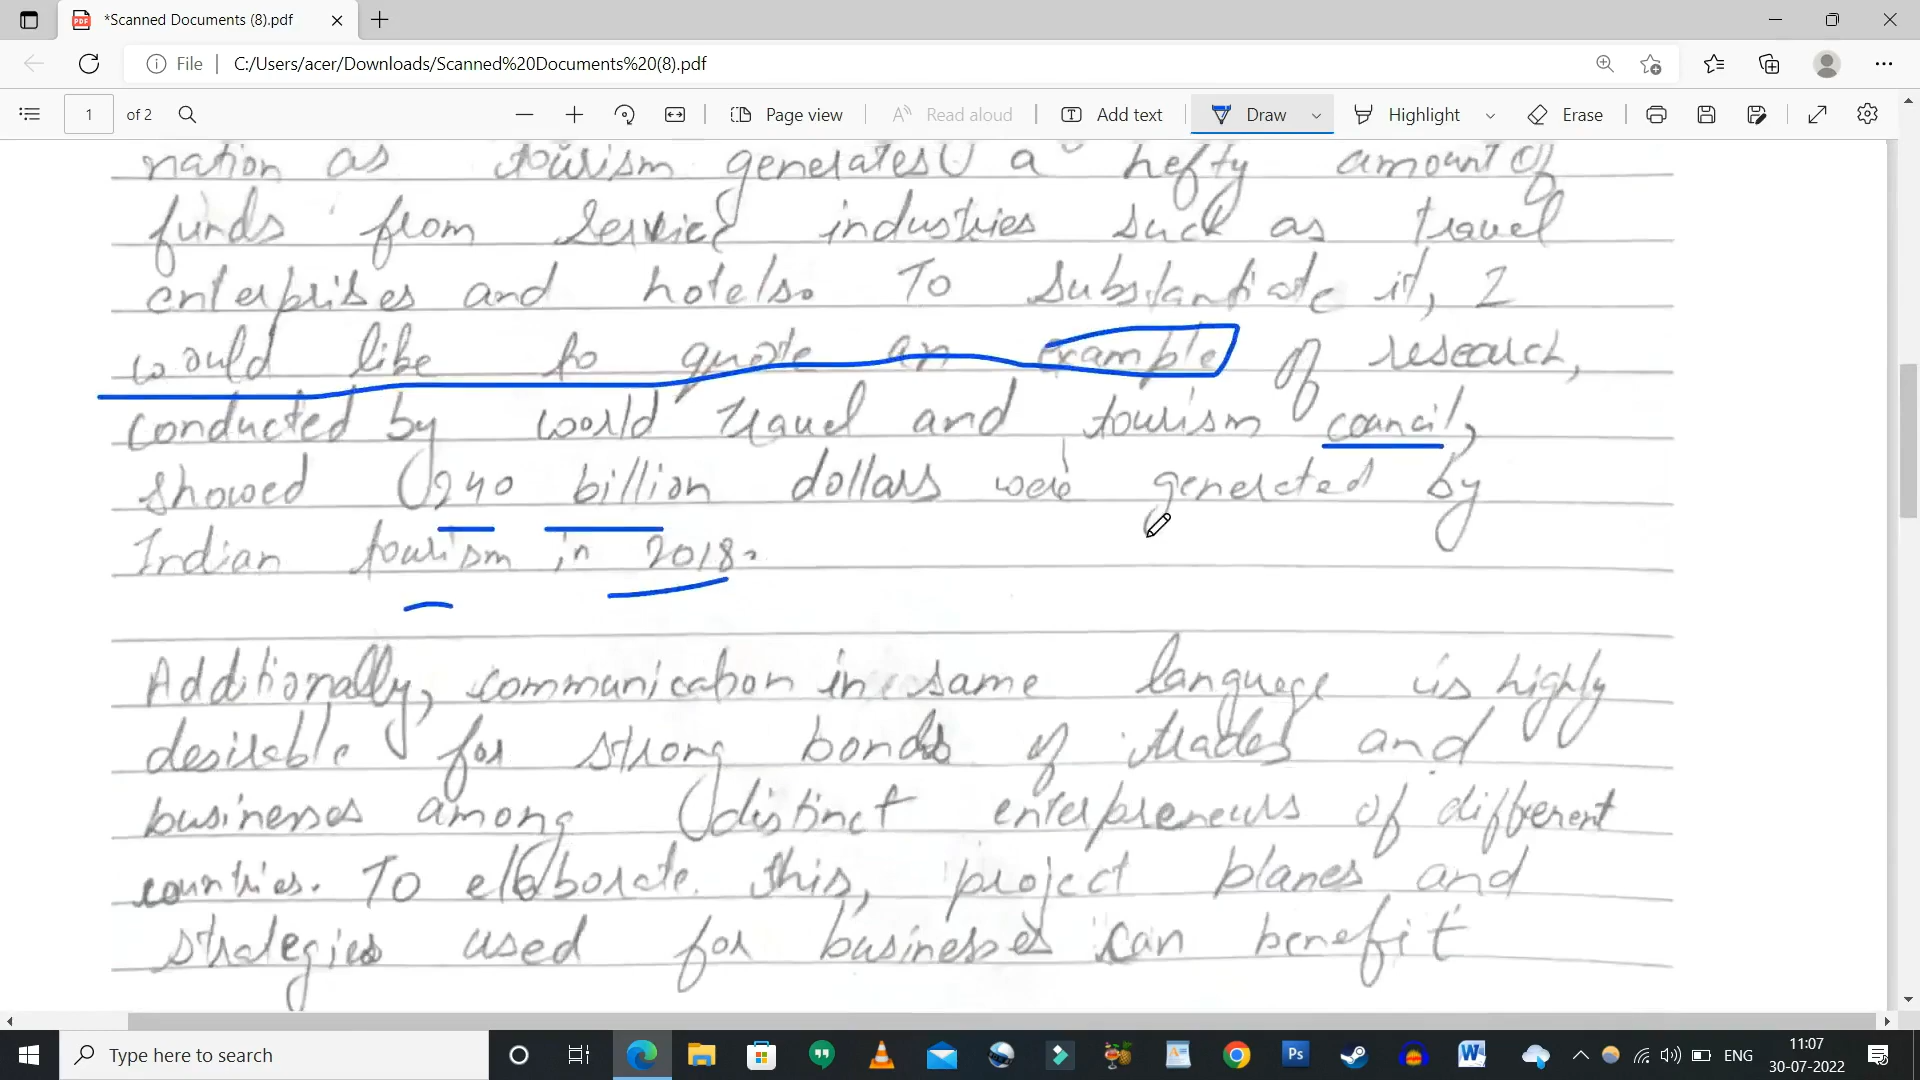 *Scanned Documents (8).pdf
File C:/Users/acer/Downloads/Scanned%20Documents%20(8).pdf
1 of 2 Page view Read aloud Add text Draw Highlight Erase
nation as tourism generates a hefty amount of
funds from service industries such as travel
enterprises and hotels. To substantiate it, I
would like to quote an example of research,
conducted by world travel and tourism council,
showed 240 billion dollars were generated by
Indian tourism in 2018.
Additionally, communication in same language is highly
desirable for strong bonds of trades and
businesses among distinct enterpreneurs of different
countries. To elaborate this, project planes and
strategies used for businesses can benefit
Type here to search
Ps
W
ENG
11:07
30-07-2022